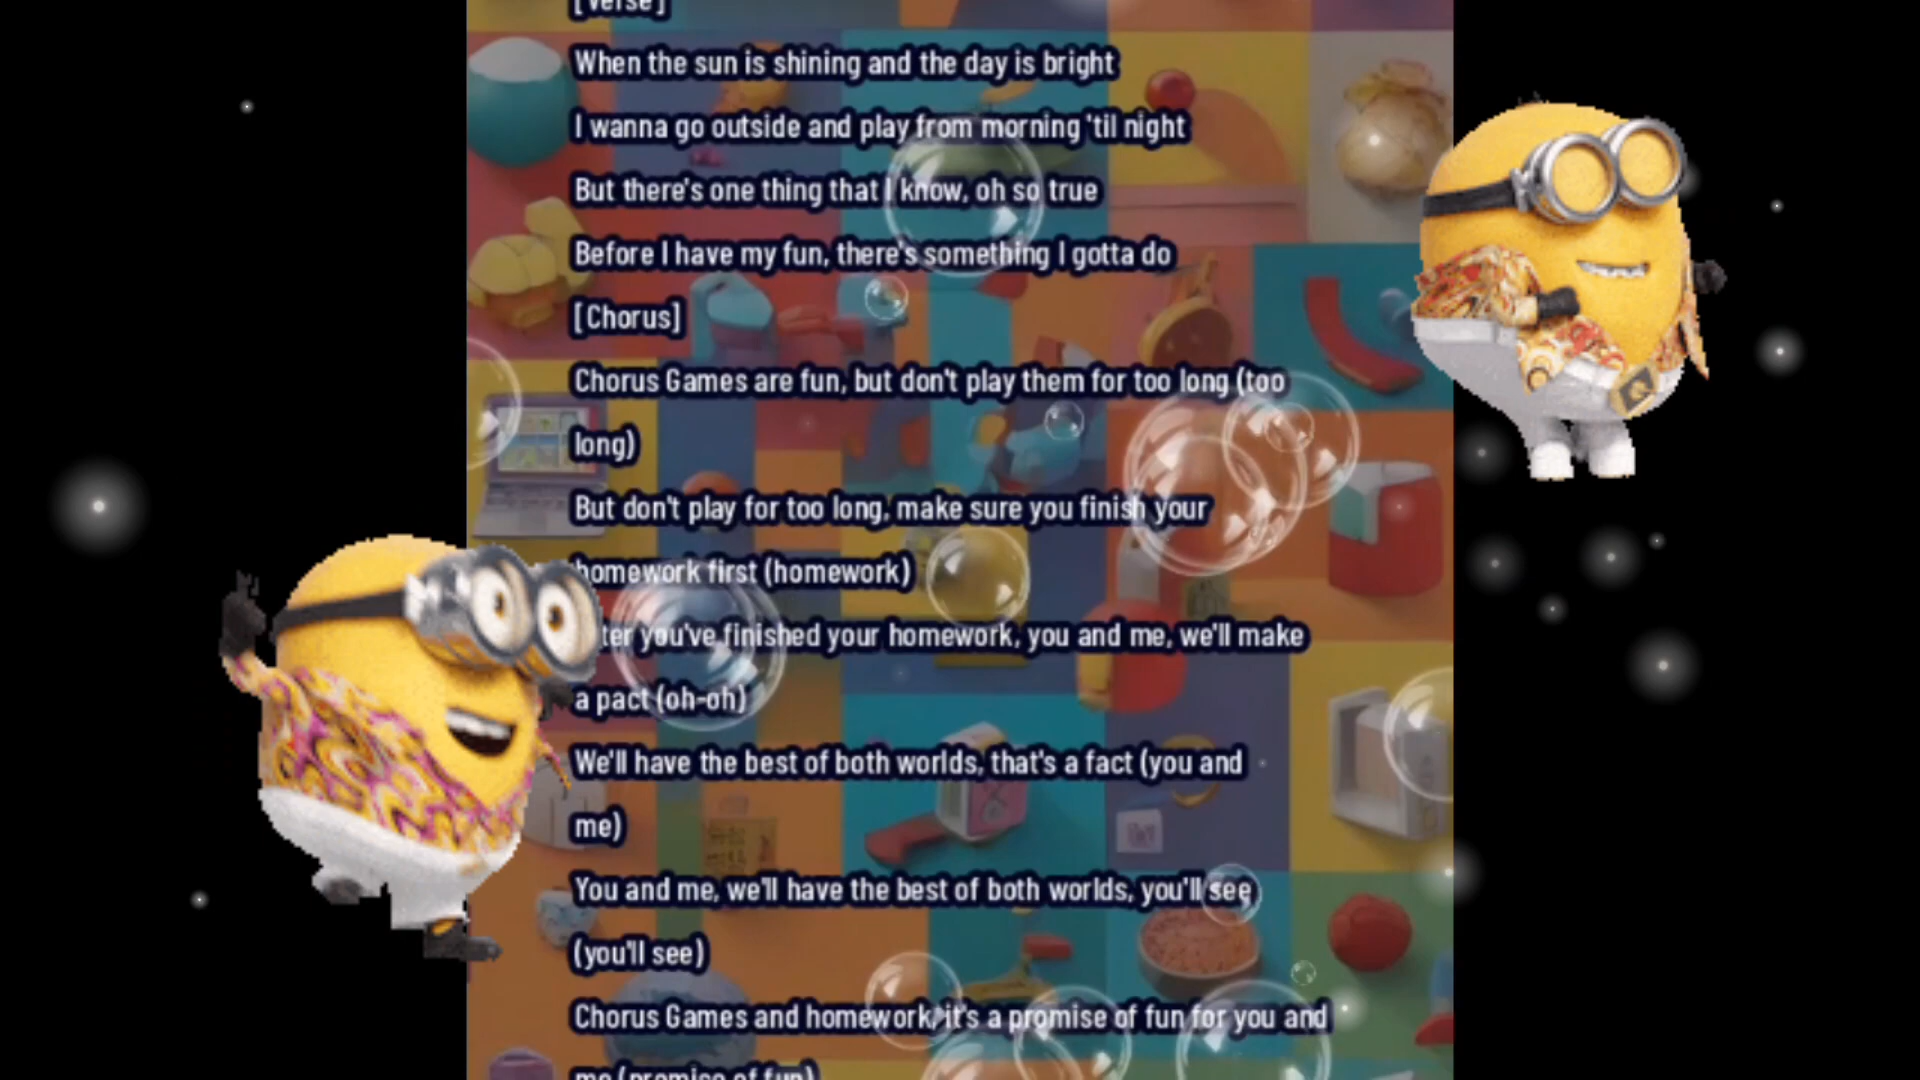 [Verse]
When the sun is shining and the day is bright
I wanna go outside and play from morning 'til night
But there's one thing that I know, oh so true
Before I have my fun, there's something I gotta do
[Chorus]
Chorus Games are fun, but don't play them for too long (too
long)
But don't play for too long, make sure you finish your
homework first (homework)
you've finished your homework, you and me, we'll make
a pact (oh-oh)
We'll have the best of both worlds, that's a fact (you and
me)
You and me, we'll have the best of both worlds, you'll see
(you'll see)
Chorus Games and homework, it's a promise of fun for you and
me (promise of fun)